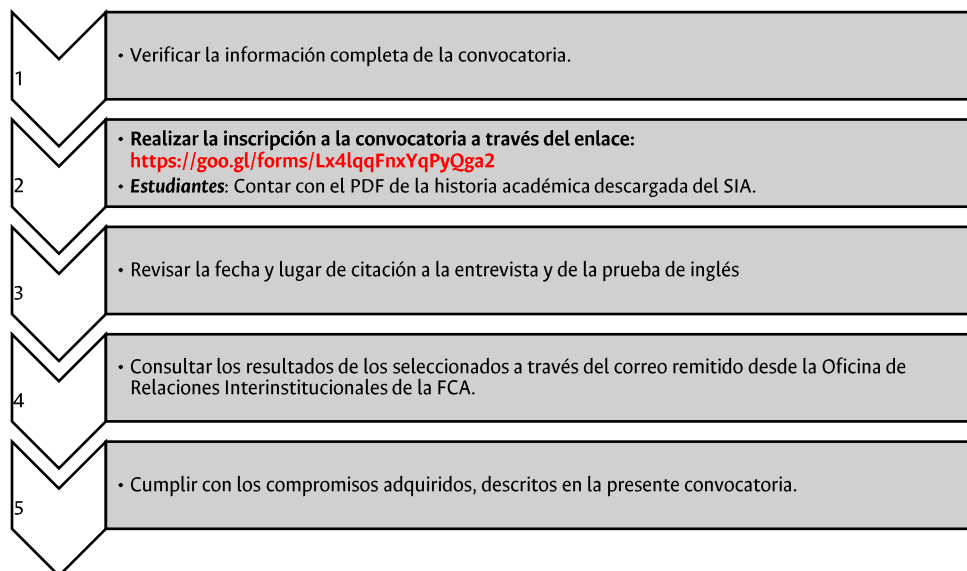 1
• Verificar la información completa de la convocatoria.
2
• Realizar la inscripción a la convocatoria a través del enlace:
https://goo.gl/forms/Lx4lqqFnxYqPyQga2
• Estudiantes: Contar con el PDF de la historia académica descargada del SIA.
3
• Revisar la fecha y lugar de citación a la entrevista y de la prueba de inglés
4
• Consultar los resultados de los seleccionados a través del correo remitido desde la Oficina de
Relaciones Interinstitucionales de la FCA.
5
• Cumplir con los compromisos adquiridos, descritos en la presente convocatoria.